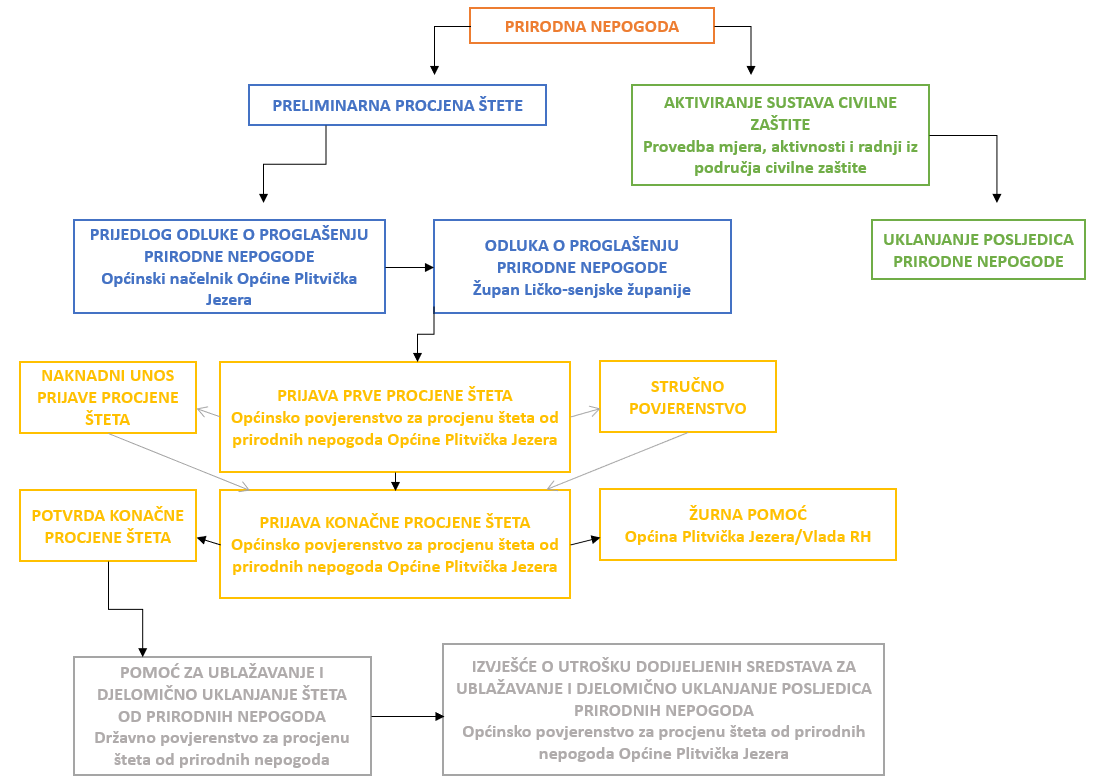 PRIRODNA NEPOGODA
PRELIMINARNA PROCJENA ŠTETE
AKTIVIRANJE SUSTAVA CIVILNE
ZAŠTITE
Provedba mjera, aktivnosti i radnji iz
područja civilne zaštite
PRIJEDLOG ODLUKE O PROGLAŠENJU
PRIRODNE NEPOGODE
Općinski načelnik Općine Plitvička
Jezera
ODLUKA O PROGLAŠENJU
PRIRODNE NEPOGODE
Župan Ličko-senjske županije
UKLANJANJE POSLJEDICA
PRIRODNE NEPOGODE
NAKNADNI UNOS
PRIJAVE PROCJENE
ŠTETA
PRIJAVA PRVE PROCJENE ŠTETA
Općinsko povjerenstvo za procjenu šteta od
prirodnih nepogoda Općine Plitvička Jezera
STRUČNO
POVJERENSTVO
POTVRDA KONAČNE
PROCJENE ŠTETA
PRIJAVA KONAČNE PROCJENE ŠTETA
Općinsko povjerenstvo za procjenu šteta od
prirodnih nepogoda Općine Plitvička Jezera
ŽURNA POMOĆ
Općina Plitvička Jezera/Vlada RH
POMOĆ ZA UBLAŽAVANJE I
DJELOMIČNO UKLANJANJE ŠTETA
OD PRIRODNIH NEPOGODA
Državno povjerenstvo za procjenu
šteta od prirodnih nepogoda
IZVJEŠĆE O UTROŠKU DODIJELJENIH SREDSTAVA ZA
UBLAŽAVANJE I DJELOMIČNO UKLANJANJE POSLJEDICA
PRIRODNIH NEPOGODA
Općinsko povjerenstvo za procjenu šteta od prirodnih
nepogoda Općine Plitvička Jezera